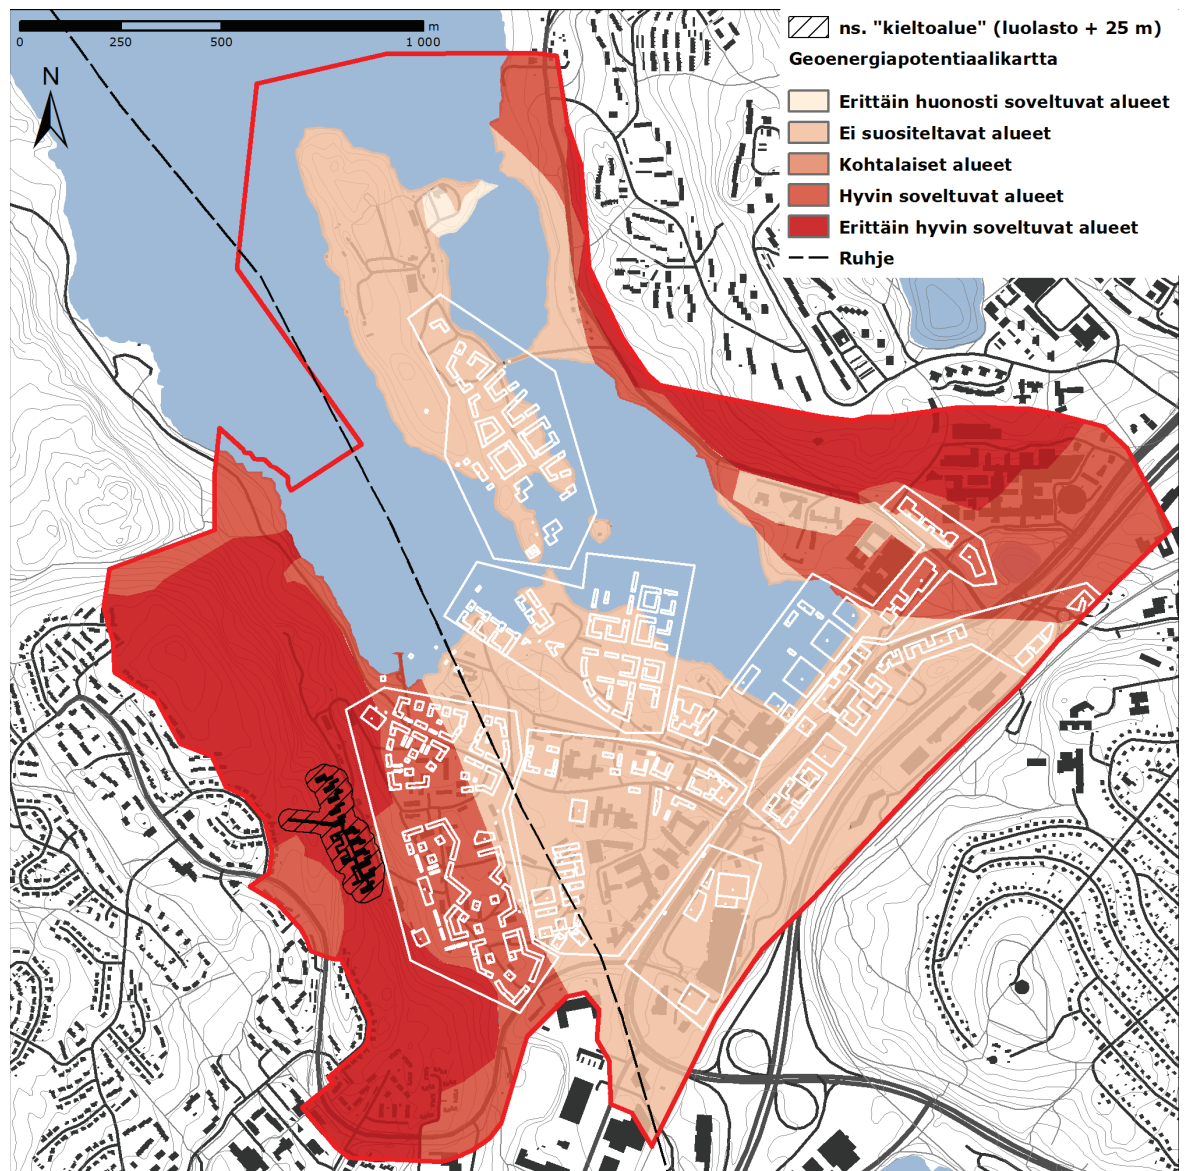 m
0 250 500 1 000
N
ns. "kieltoalue" (luolasto + 25 m)
Geoenergiapotentiaalikartta
Erittäin huonosti soveltuvat alueet
Ei suositeltavat alueet
Kohtalaiset alueet
Hyvin soveltuvat alueet
Erittäin hyvin soveltuvat alueet
Ruhje